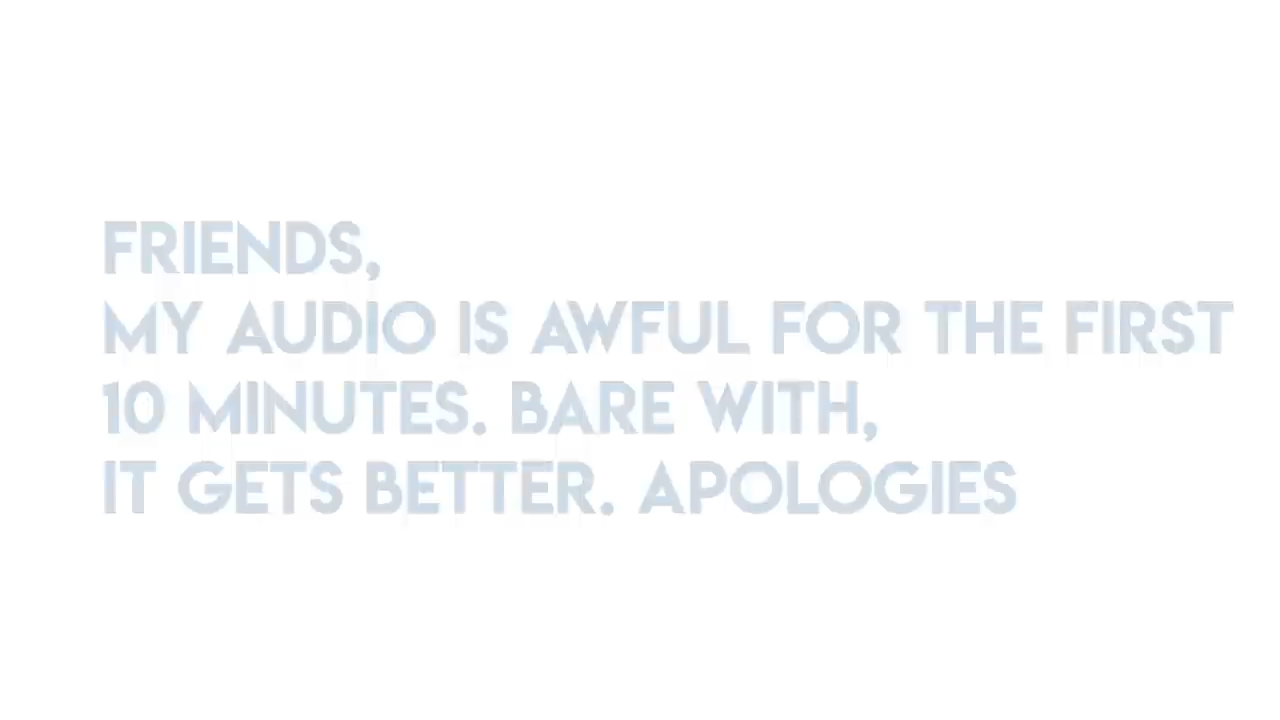 FRIENDS,
MY AUDIO IS AWFUL FOR THE FIRST
10 MINUTES. BARE WITH,
IT GETS BETTER. APOLOGIES